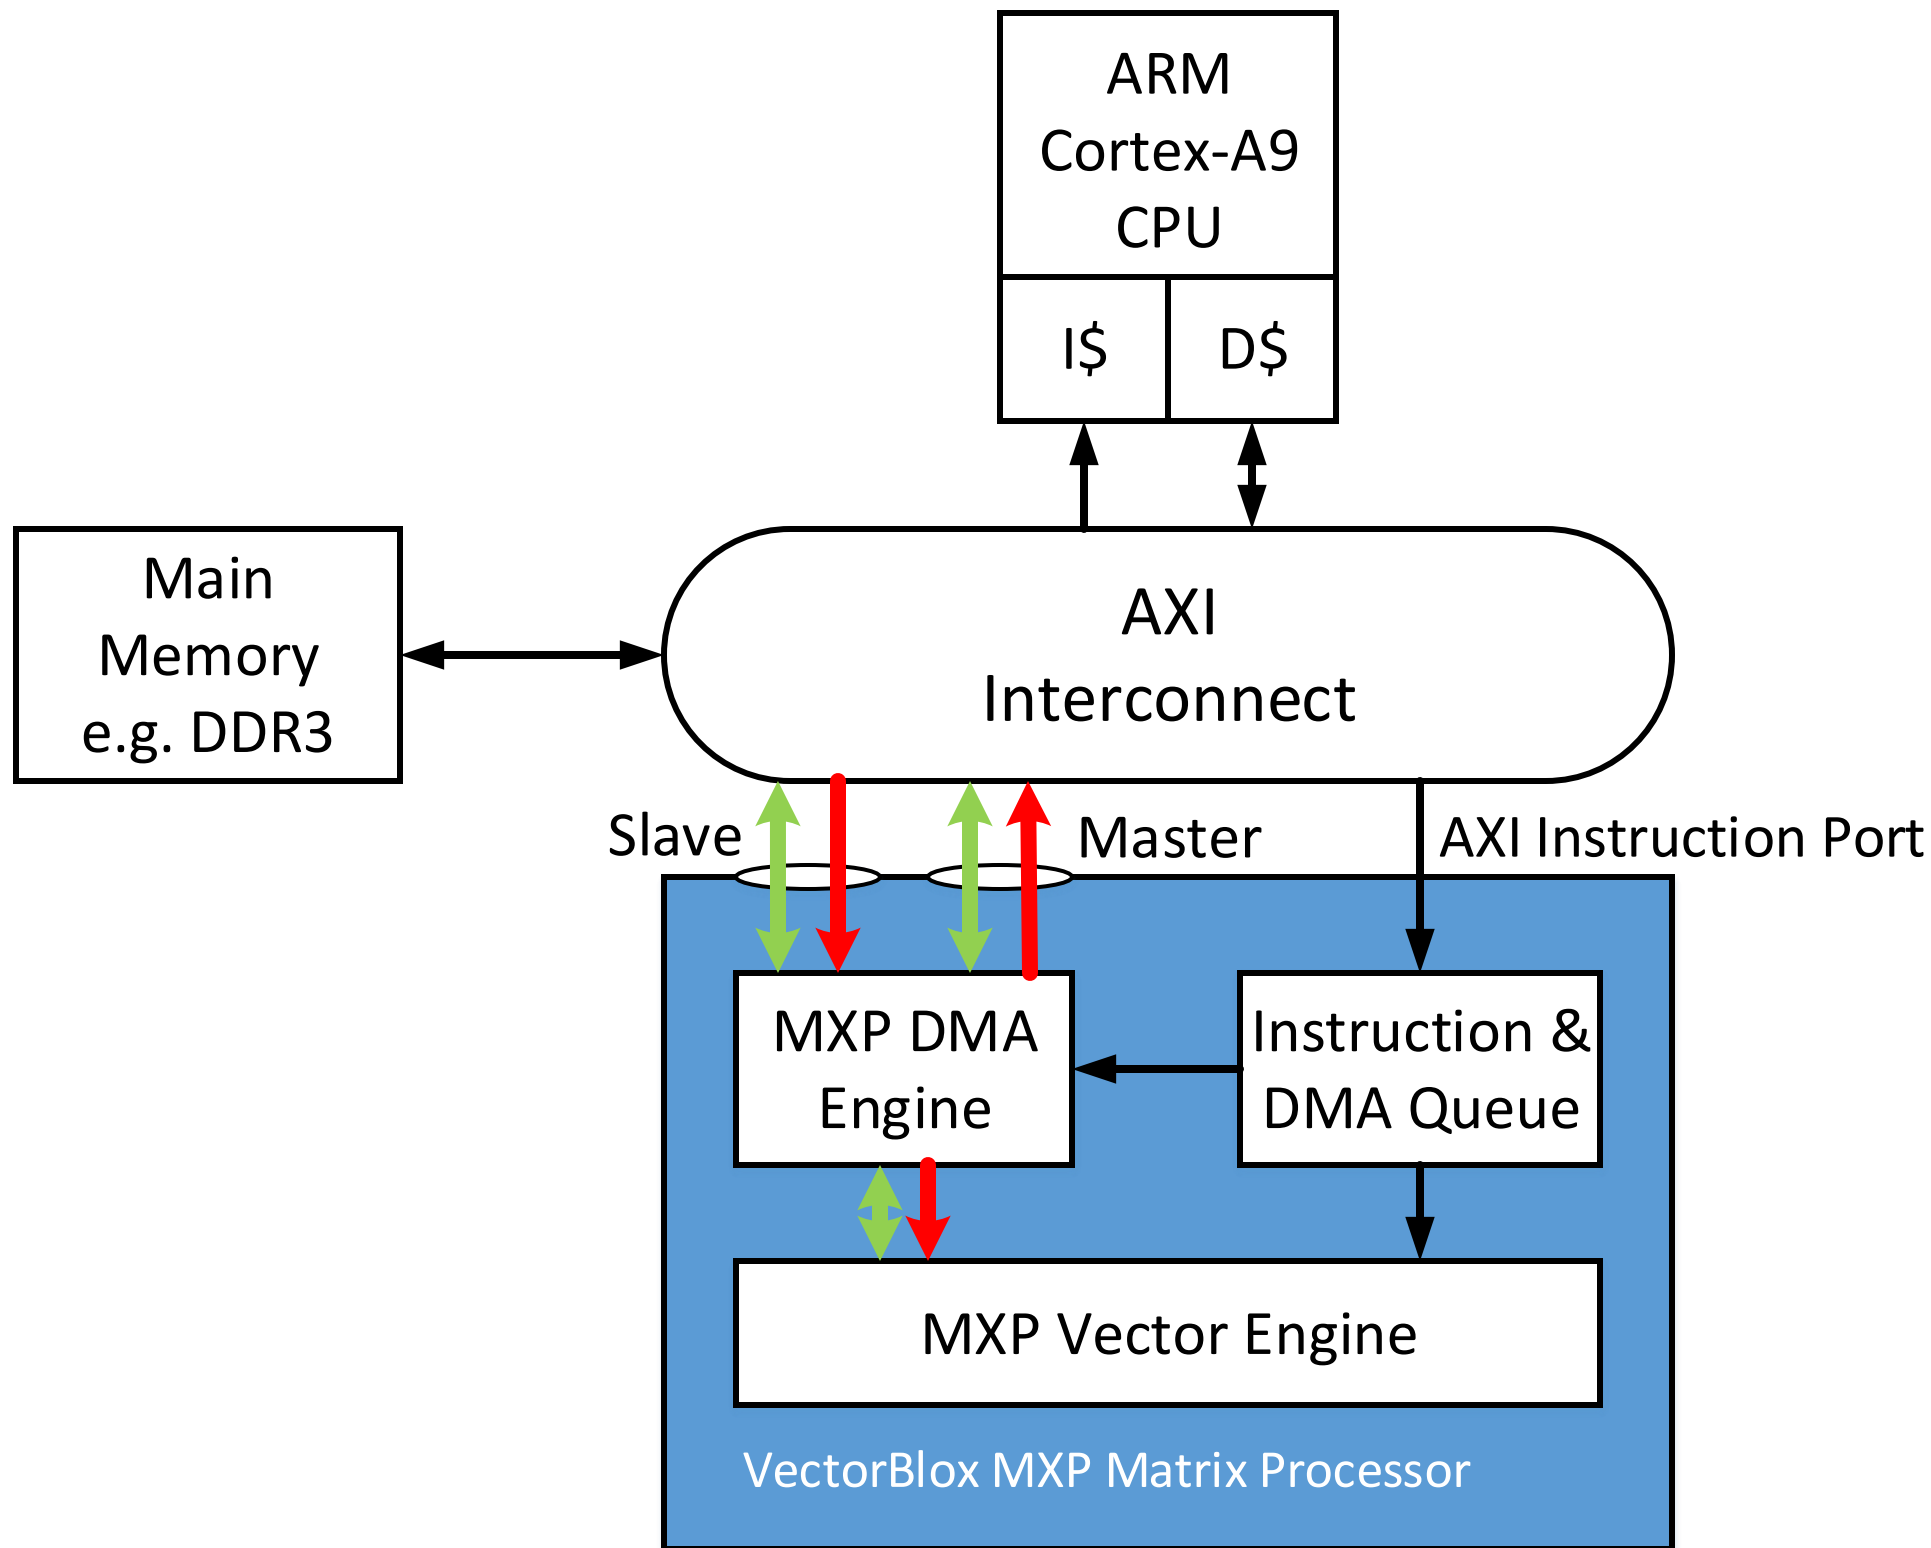 ARM
Cortex-A9
CPU
I$
D$
Main
Memory
e.g. DDR3
AXI
Interconnect
Slave
Master
AXI Instruction Port
MXP DMA
Engine
Instruction &
DMA Queue
MXP Vector Engine
VectorBlox MXP Matrix Processor